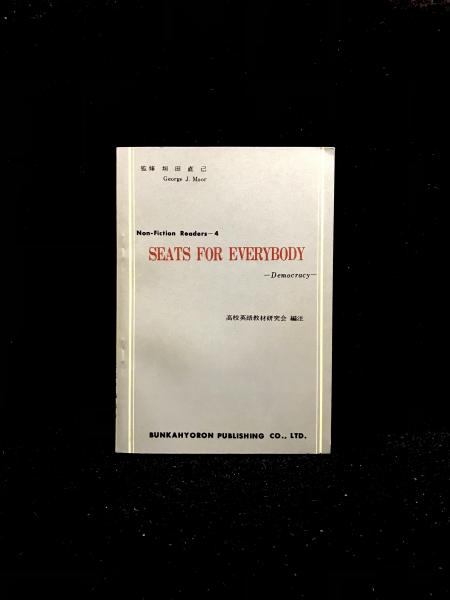 監修 垣田直己
George J. Moor
Non-Fiction Readers—4
SEATS FOR EVERYBODY
—Democracy—
高校英語教材研究会 編注
BUNKAHYORON PUBLISHING CO., LTD.